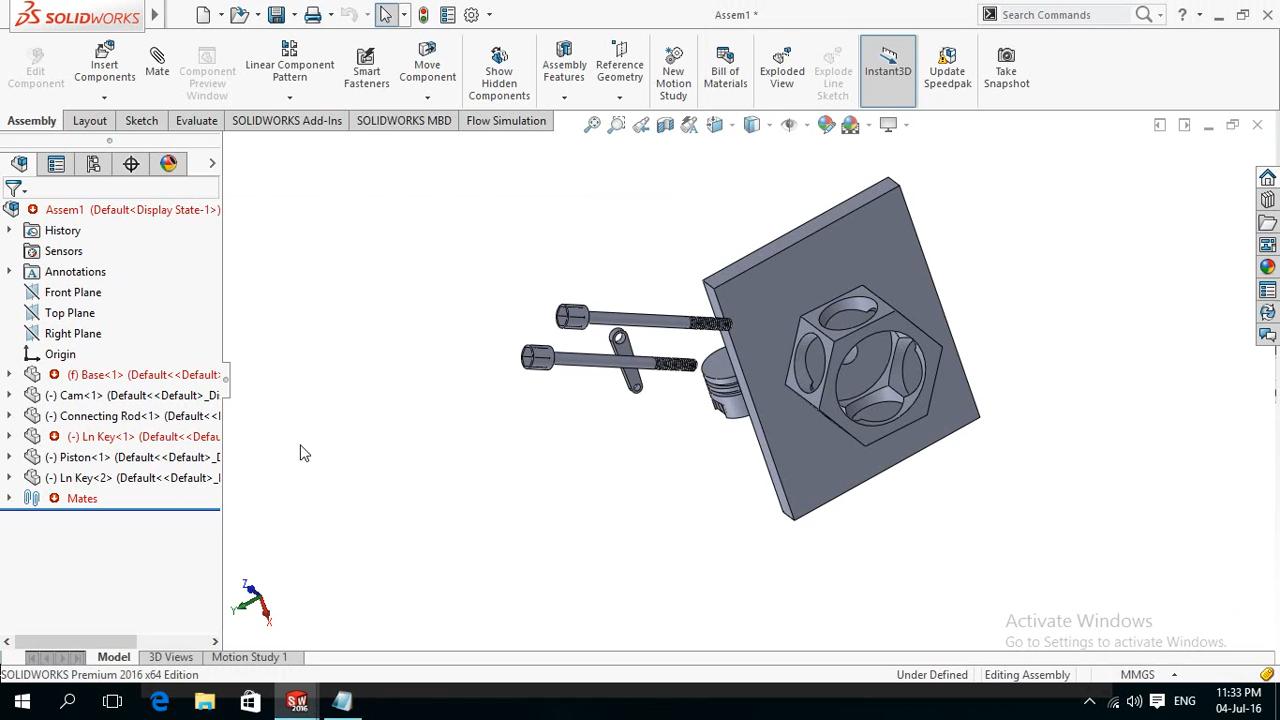 SOLIDWORKS
Assem1 *
Search Commands
Edit Component
Insert Components
Mate
Component Preview Window
Linear Component Pattern
Smart Fasteners
Move Component
Show Hidden Components
Assembly Features
Reference Geometry
New Motion Study
Bill of Materials
Exploded View
Explode Line Sketch
Instant3D
Update Speedpak
Take Snapshot
Assembly
Layout
Sketch
Evaluate
SOLIDWORKS Add-Ins
SOLIDWORKS MBD
Flow Simulation
Assem1 (Default<Display State-1>)
History
Sensors
Annotations
Front Plane
Top Plane
Right Plane
Origin
(f) Base<1> (Default<<Default>
(-) Cam<1> (Default<<Default>_Di
(-) Connecting Rod<1> (Default<<
(-) Ln Key<1> (Default<<Defau
(-) Piston<1> (Default<<Default>_
(-) Ln Key<2> (Default<<Default>_
Mates
Z
Y
X
Activate Windows
Go to Settings to activate Windows.
Model
3D Views
Motion Study 1
SOLIDWORKS Premium 2016 x64 Edition
Under Defined
Editing Assembly
MMGS
SW
2016
ENG
11:33 PM
04-Jul-16